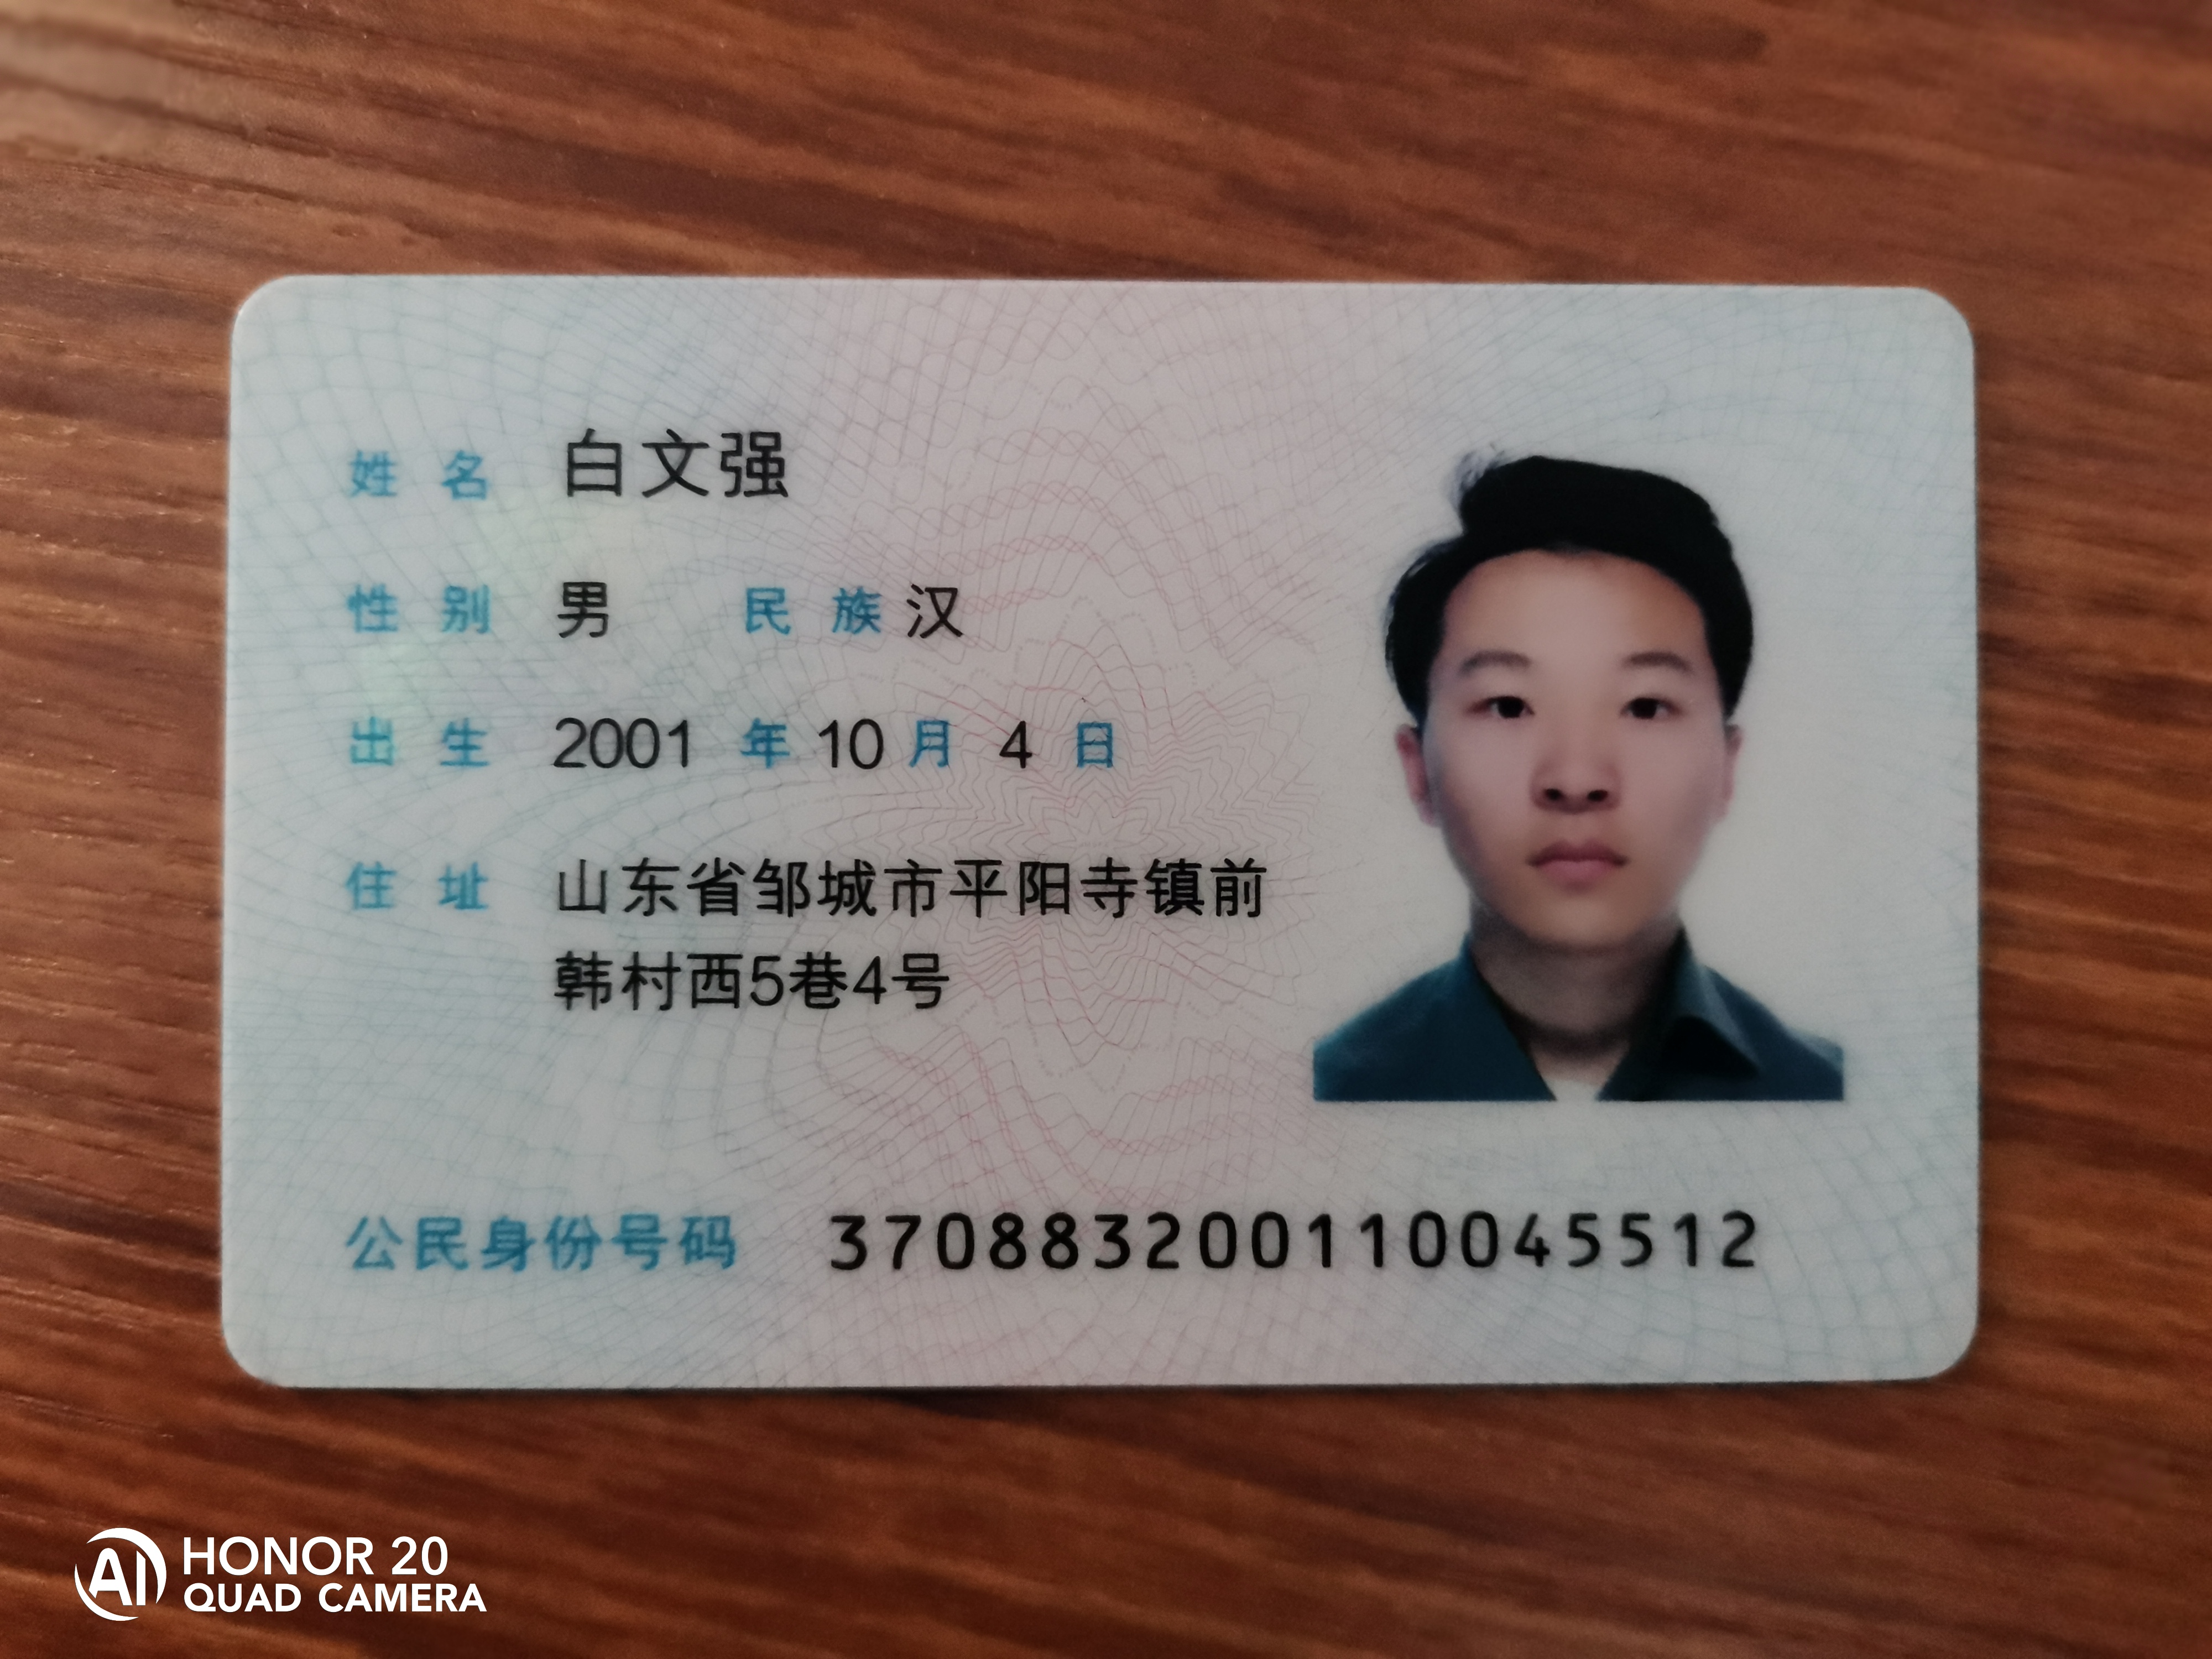 姓名 白文强
性别 男 民族 汉
出生 2001 年 10 月 4 日
住址 山东省邹城市平阳寺镇前
韩村西5巷4号
公民身份号码 370883200110045512
AI HONOR 20
QUAD CAMERA